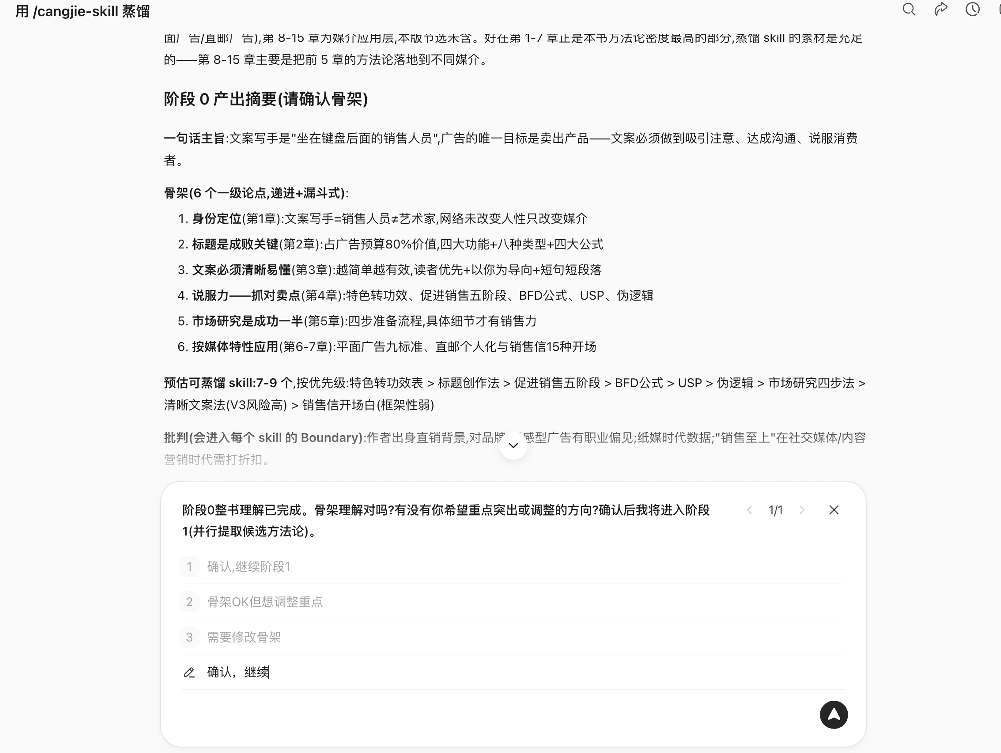 用 /cangjie-skill 蒸馏
面广告/直邮广告),第 8-15 章为媒介应用层,本版节选未含。好在第 1-7 章正是本书方法论密度最高的部分,蒸馏 skill 的素材是充足
的——第 8-15 章主要是把前 5 章的方法论落地到不同媒介。
阶段 0 产出摘要(请确认骨架)
一句话主旨:文案写手是"坐在键盘后面的销售人员",广告的唯一目标是卖出产品——文案必须做到吸引注意、达成沟通、说服消费
者。
骨架(6 个一级论点,递进+漏斗式):
1. 身份定位(第1章):文案写手=销售人员≠艺术家,网络未改变人性只改变媒介
2. 标题是成败关键(第2章):占广告预算80%价值,四大功能+八种类型+四大公式
3. 文案必须清晰易懂(第3章):越简单越有效,读者优先+以你为导向+短句短段落
4. 说服力——抓对卖点(第4章):特色转功效、促进销售五阶段、BFD公式、USP、伪逻辑
5. 市场研究是成功一半(第5章):四步准备流程,具体细节才有销售力
6. 按媒体特性应用(第6-7章):平面广告九标准、直邮个人化与销售信15种开场
预估可蒸馏 skill:7-9 个,按优先级:特色转功效表 > 标题创作法 > 促进销售五阶段 > BFD公式 > USP > 伪逻辑 > 市场研究四步法 >
清晰文案法(V3风险高) > 销售信开场白(框架性弱)
批判(会进入每个 skill 的 Boundary):作者出身直销背景,对品牌 感型广告有职业偏见;纸媒时代数据;"销售至上"在社交媒体/内容
营销时代需打折扣。
阶段0整书理解已完成。骨架理解对吗?有没有你希望重点突出或调整的方向?确认后我将进入阶段
1(并行提取候选方法论)。
1/1
1 确认,继续阶段1
2 骨架OK但想调整重点
3 需要修改骨架
确认，继续